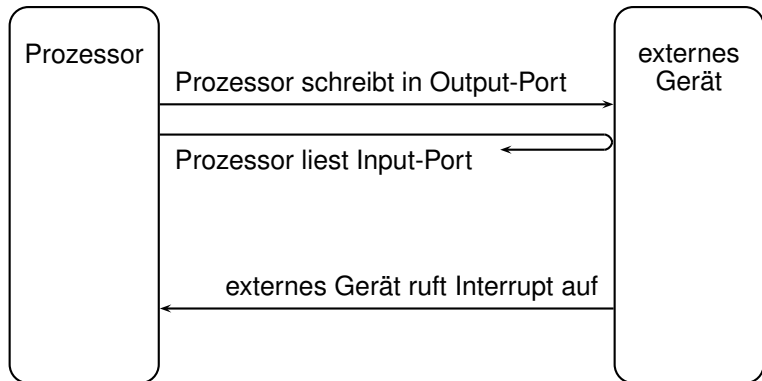 Prozessor
externes
Gerät
Prozessor schreibt in Output-Port
Prozessor liest Input-Port
externes Gerät ruft Interrupt auf